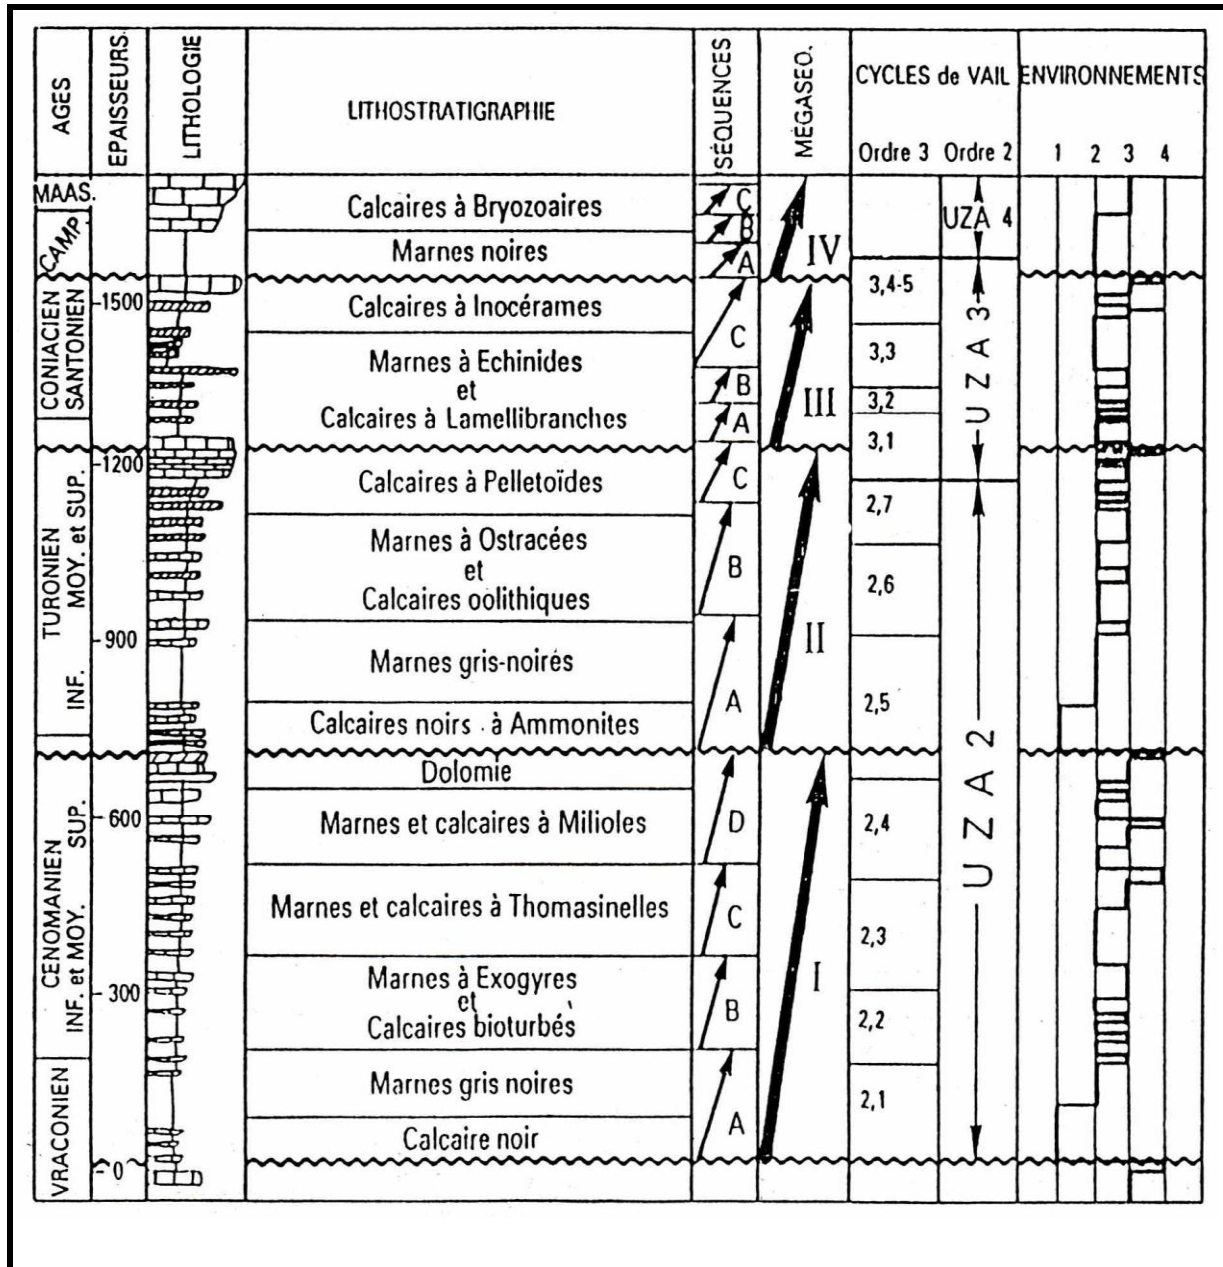 AGES
EPAISSEURS.
LITHOLOGIE
LITHOSTRATIGRAPHIE
SÉQUENCES
MÉGASEQ.
CYCLES de VAIL
Ordre 3 Ordre 2
ENVIRONNEMENTS
1 2 3 4
MAAS.
CAMP.
CONIACIEN
SANTONIEN
TURONIEN
INF. MOY. et SUP.
CENOMANIEN
INF. et MOY. SUP.
VRACONIEN
1500
1200
900
600
300
0
Calcaires à Bryozoaires
Marnes noires
Calcaires à Inocérames
Marnes à Echinides
et
Calcaires à Lamellibranches
Calcaires à Pelletoïdes
Marnes à Ostracées
et
Calcaires oolithiques
Marnes gris-noirés
Calcaires noirs à Ammonites
Dolomie
Marnes et calcaires à Milioles
Marnes et calcaires à Thomasinelles
Marnes à Exogyres
et
Calcaires bioturbés
Marnes gris noires
Calcaire noir
C
B
A
C
B
A
C
B
A
D
C
B
A
IV
III
II
I
3,4-5
3,3
3,2
3,1
2,7
2,6
2,5
2,4
2,3
2,2
2,1
UZA 4
UZA 3
UZA 2